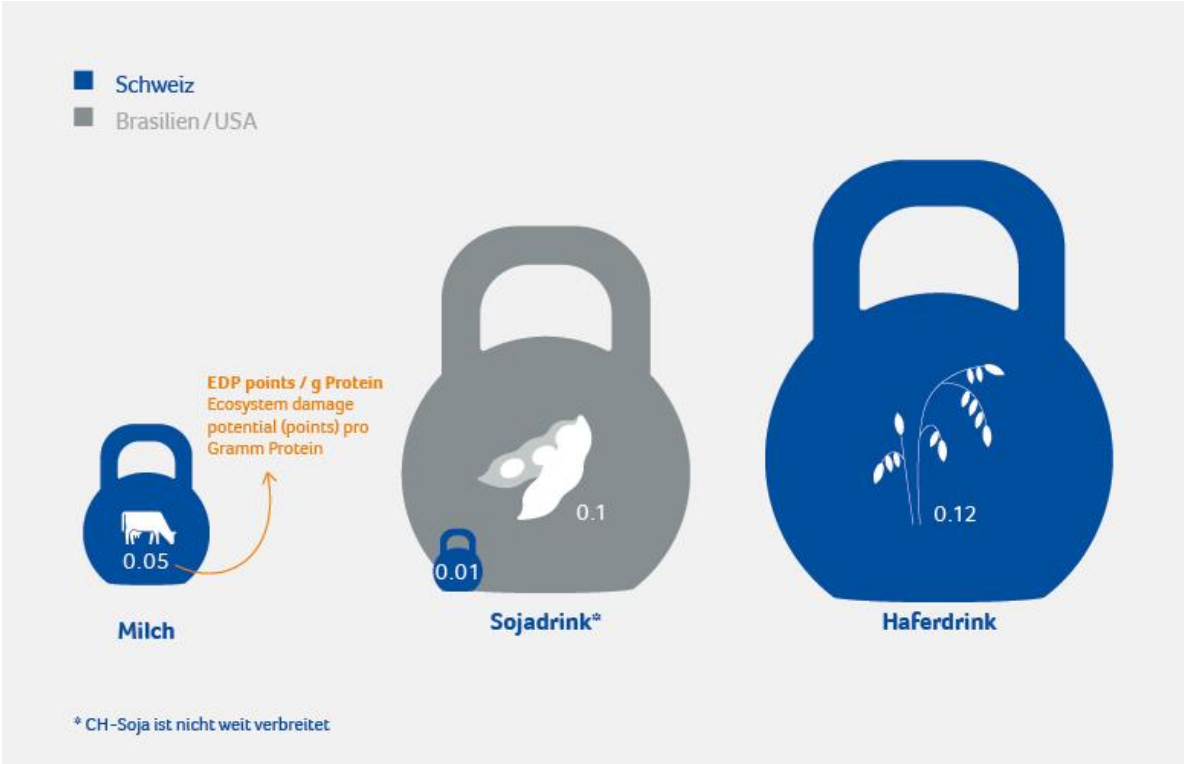 Schweiz
Brasilien/USA
EDP points / g Protein
Ecosystem damage
potential (points) pro
Gramm Protein
0.05
Milch
0.1
0.01
Sojadrink*
0.12
Haferdrink
* CH-Soja ist nicht weit verbreitet